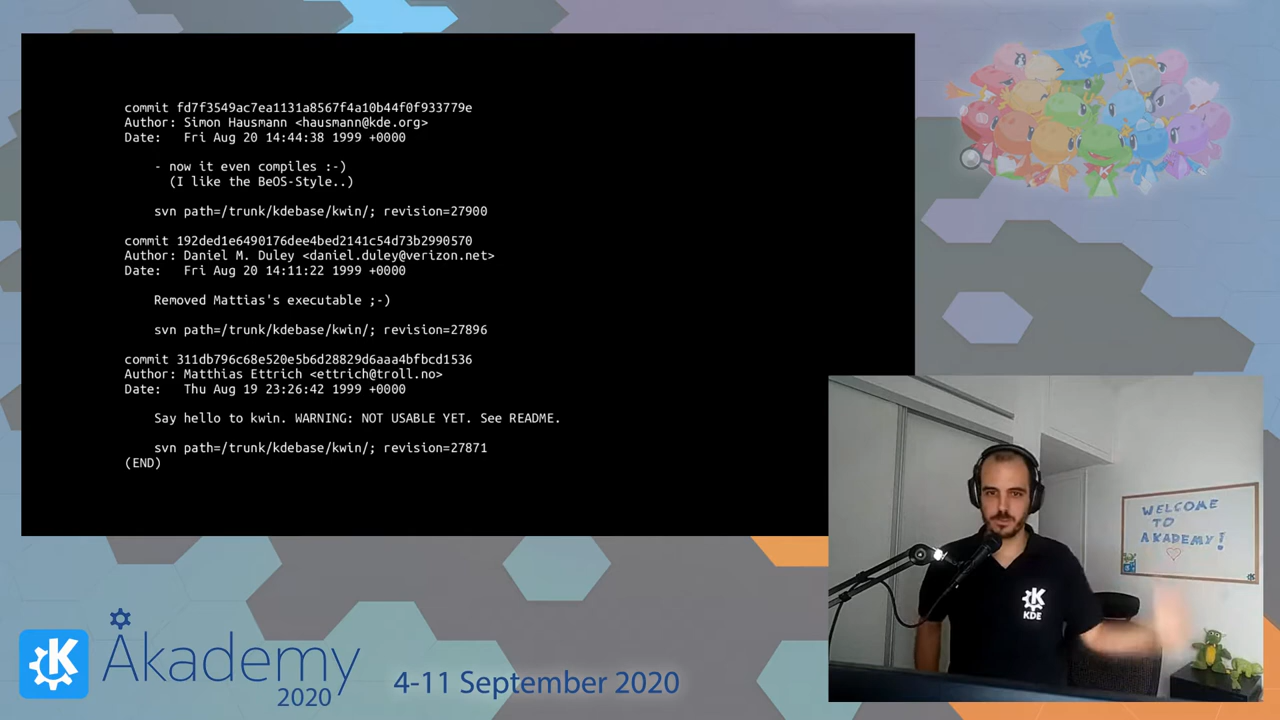 commit fd7f3549ac7ea1131a8567f4a10b44f0f933779e
Author: Simon Hausmann <hausmann@kde.org>
Date:   Fri Aug 20 14:44:38 1999 +0000
- now it even compiles :-)
(I like the BeOS-Style..)
svn path=/trunk/kdebase/kwin/; revision=27900
commit 192ded1e6490176dee4bed2141c54d73b2990570
Author: Daniel M. Duley <daniel.duley@verizon.net>
Date:   Fri Aug 20 14:11:22 1999 +0000
Removed Mattias's executable ;-)
svn path=/trunk/kdebase/kwin/; revision=27896
commit 311db796c68e520e5b6d28829d6aaa4bfbcd1536
Author: Matthias Ettrich <ettrich@troll.no>
Date:   Thu Aug 19 23:26:42 1999 +0000
Say hello to kwin. WARNING: NOT USABLE YET. See README.
svn path=/trunk/kdebase/kwin/; revision=27871
(END)
WELCOME
TO
AKADEMY!
K
KDE
K
Akademy
2020
4-11 September 2020